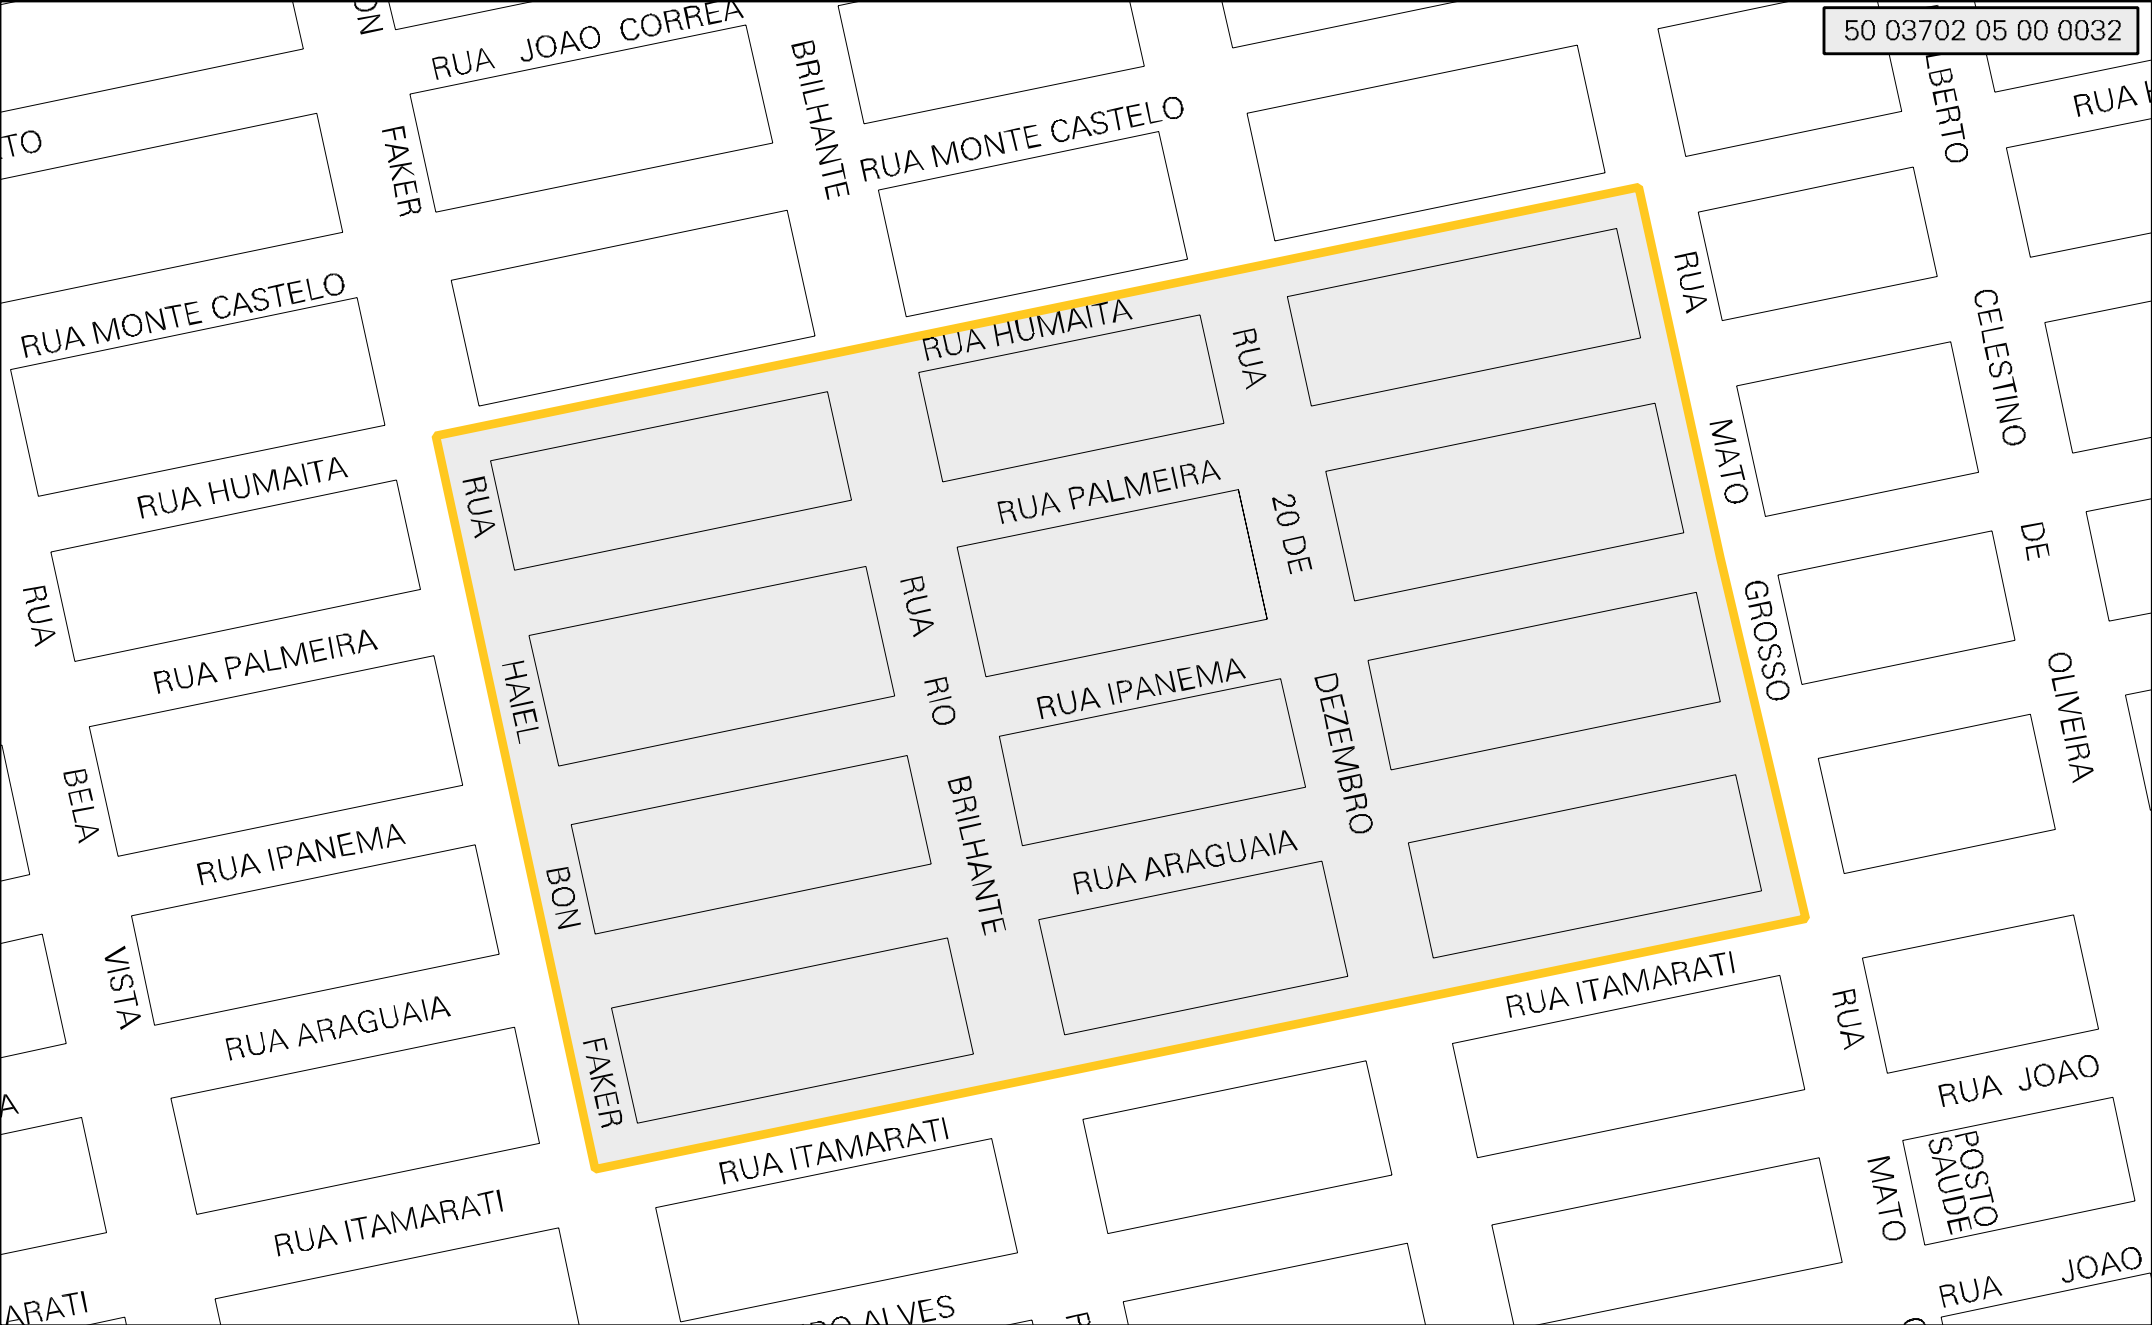 50 03702 05 00 0032
RUA JOAO CORREA
BRILHANTE
FAKER
RUA MONTE CASTELO
RUA MONTE CASTELO
RUA HUMAITA
RUA HUMAITA
RUA PALMEIRA
RUA PALMEIRA
RUA IPANEMA
RUA IPANEMA
RUA ARAGUAIA
RUA ARAGUAIA
RUA ITAMARATI
RUA ITAMARATI
RUA ITAMARATI
RUA BELA VISTA
RUA HAIEL BON FAKER
RUA RIO BRILHANTE
RUA 20 DE DEZEMBRO
RUA MATO GROSSO
CELESTINO DE OLIVEIRA
RUA MATO
RUA JOAO
POSTO
SAUDE
RUA JOAO
ALVES
RUA